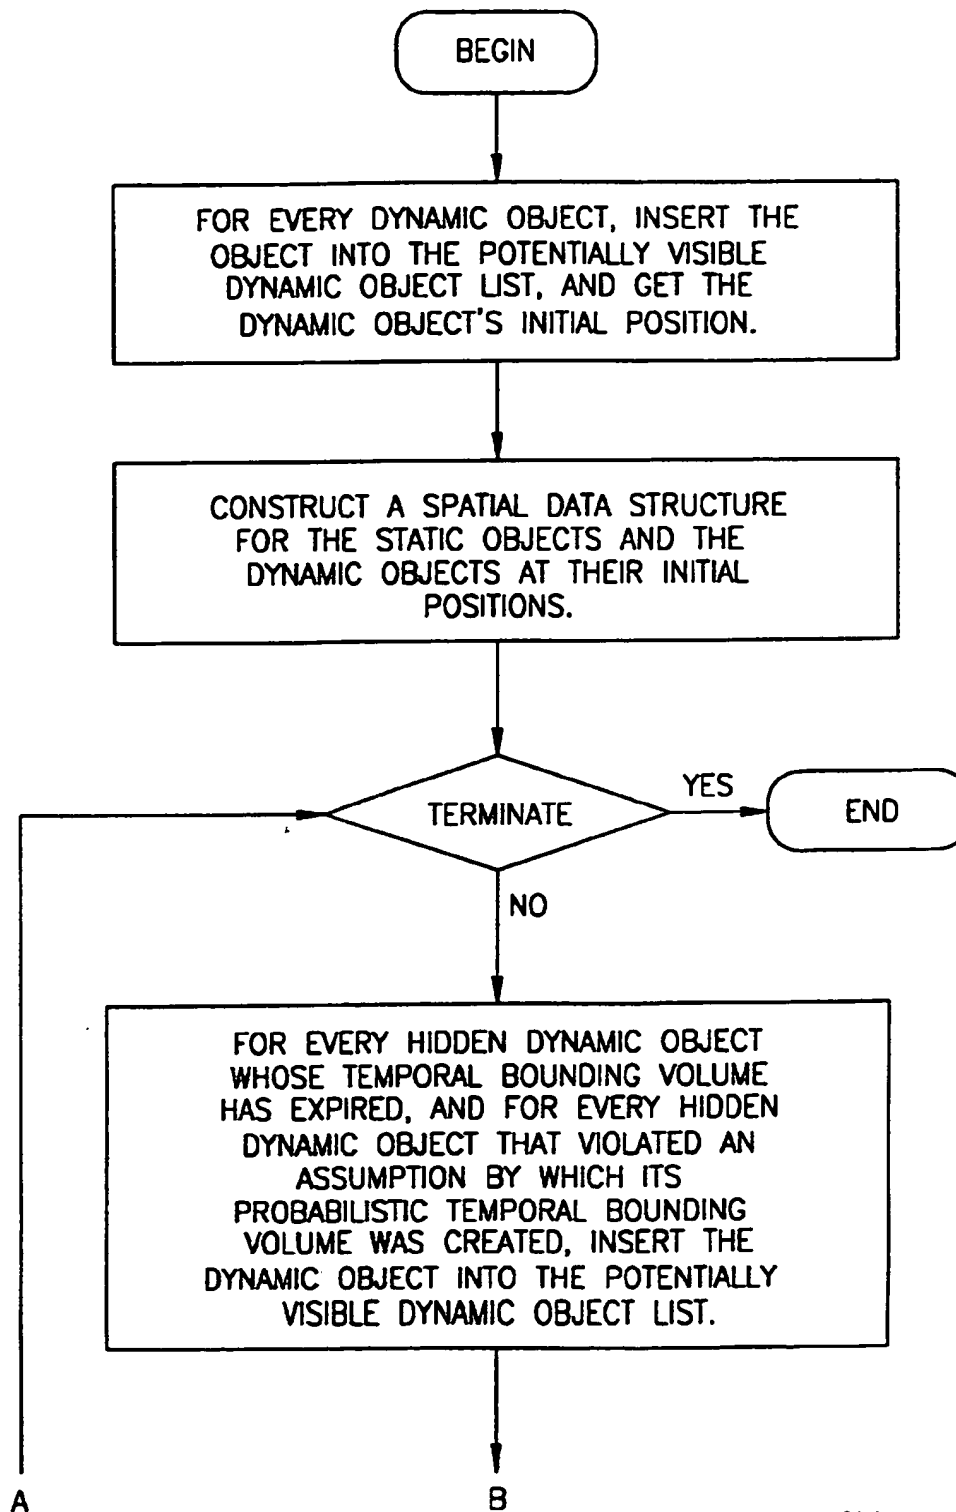 BEGIN
FOR EVERY DYNAMIC OBJECT, INSERT THE
OBJECT INTO THE POTENTIALLY VISIBLE
DYNAMIC OBJECT LIST, AND GET THE
DYNAMIC OBJECT'S INITIAL POSITION.
CONSTRUCT A SPATIAL DATA STRUCTURE
FOR THE STATIC OBJECTS AND THE
DYNAMIC OBJECTS AT THEIR INITIAL
POSITIONS.
TERMINATE
YES
END
NO
FOR EVERY HIDDEN DYNAMIC OBJECT
WHOSE TEMPORAL BOUNDING VOLUME
HAS EXPIRED, AND FOR EVERY HIDDEN
DYNAMIC OBJECT THAT VIOLATED AN
ASSUMPTION BY WHICH ITS
PROBABILISTIC TEMPORAL BOUNDING
VOLUME WAS CREATED, INSERT THE
DYNAMIC OBJECT INTO THE POTENTIALLY
VISIBLE DYNAMIC OBJECT LIST.
A
B